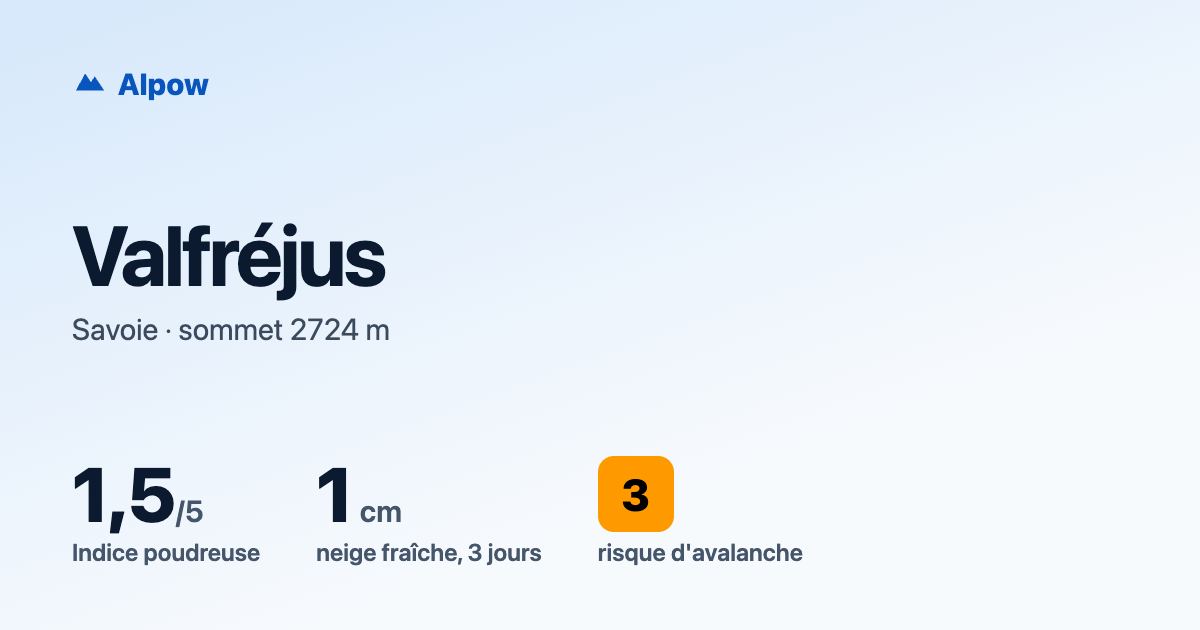 Alpow
Valfréjus
Savoie · sommet 2724 m
1,5/5
Indice poudreuse
1 cm
neige fraîche, 3 jours
3
risque d'avalanche